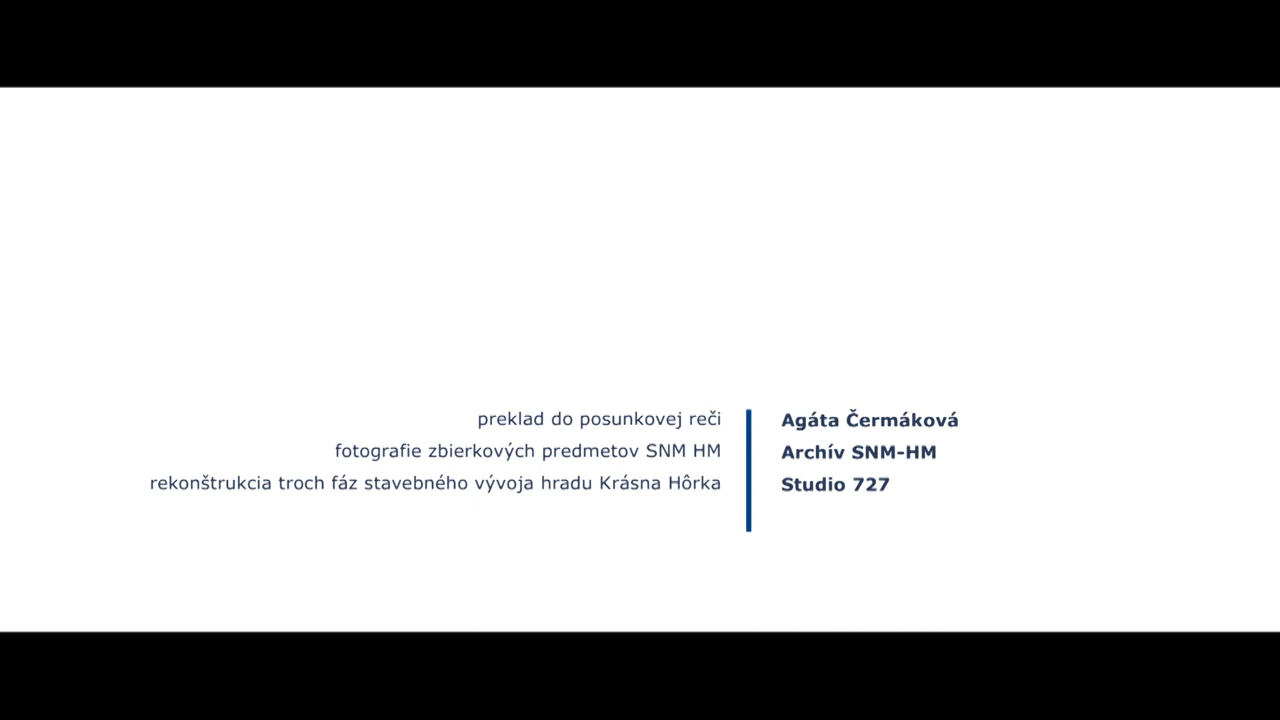 preklad do posunkovej reči Agáta Čermáková
fotografie zbierkových predmetov SNM HM Archív SNM-HM
rekonštrukcia troch fáz stavebného vývoja hradu Krásna Hôrka Studio 727